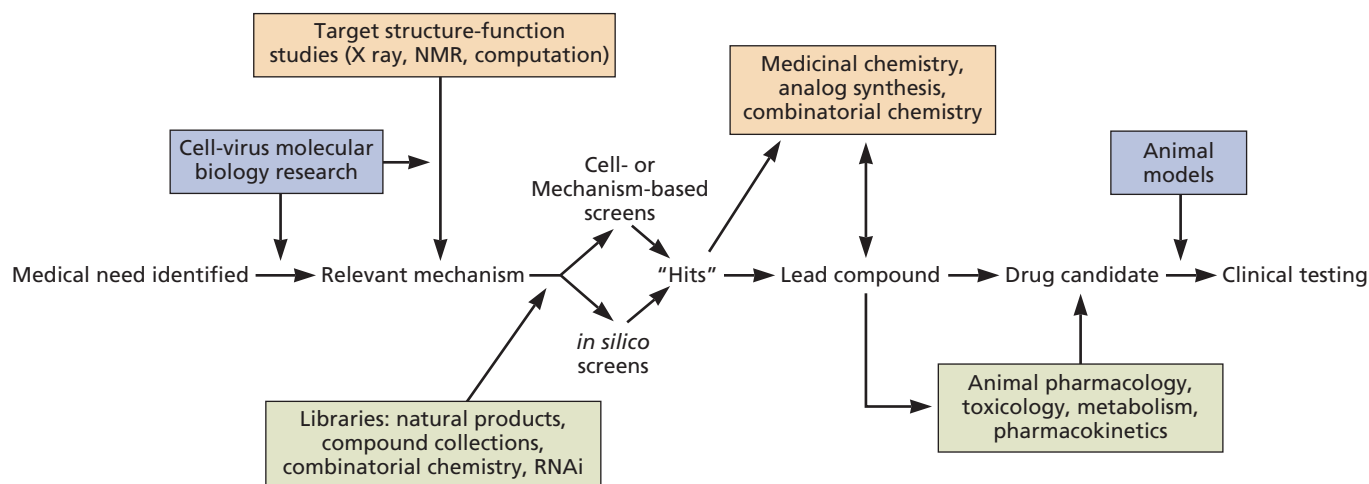 Target structure-function
studies (X ray, NMR, computation)
Medicinal chemistry,
analog synthesis,
combinatorial chemistry
Cell-virus molecular
biology research
Animal
models
Cell- or
Mechanism-based
screens
Medical need identified
Relevant mechanism
“Hits”
Lead compound
Drug candidate
Clinical testing
in silico
screens
Libraries: natural products,
compound collections,
combinatorial chemistry, RNAi
Animal pharmacology,
toxicology, metabolism,
pharmacokinetics